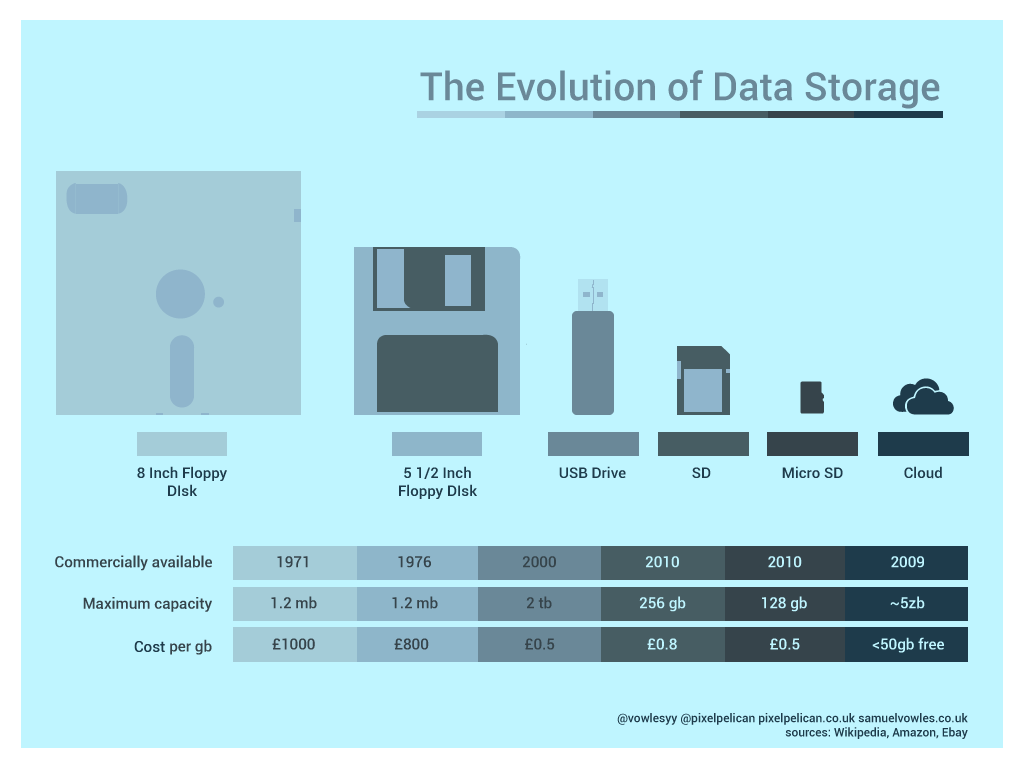 The Evolution of Data Storage
8 Inch Floppy
DIsk
5 1/2 Inch
Floppy DIsk
USB Drive
SD
Micro SD
Cloud
Commercially available 1971 1976 2000 2010 2010 2009
Maximum capacity 1.2 mb 1.2 mb 2 tb 256 gb 128 gb ~5zb
Cost per gb £1000 £800 £0.5 £0.8 £0.5 <50gb free
@vowlesyy @pixelpelican pixelpelican.co.uk samuelvowles.co.uk
sources: Wikipedia, Amazon, Ebay